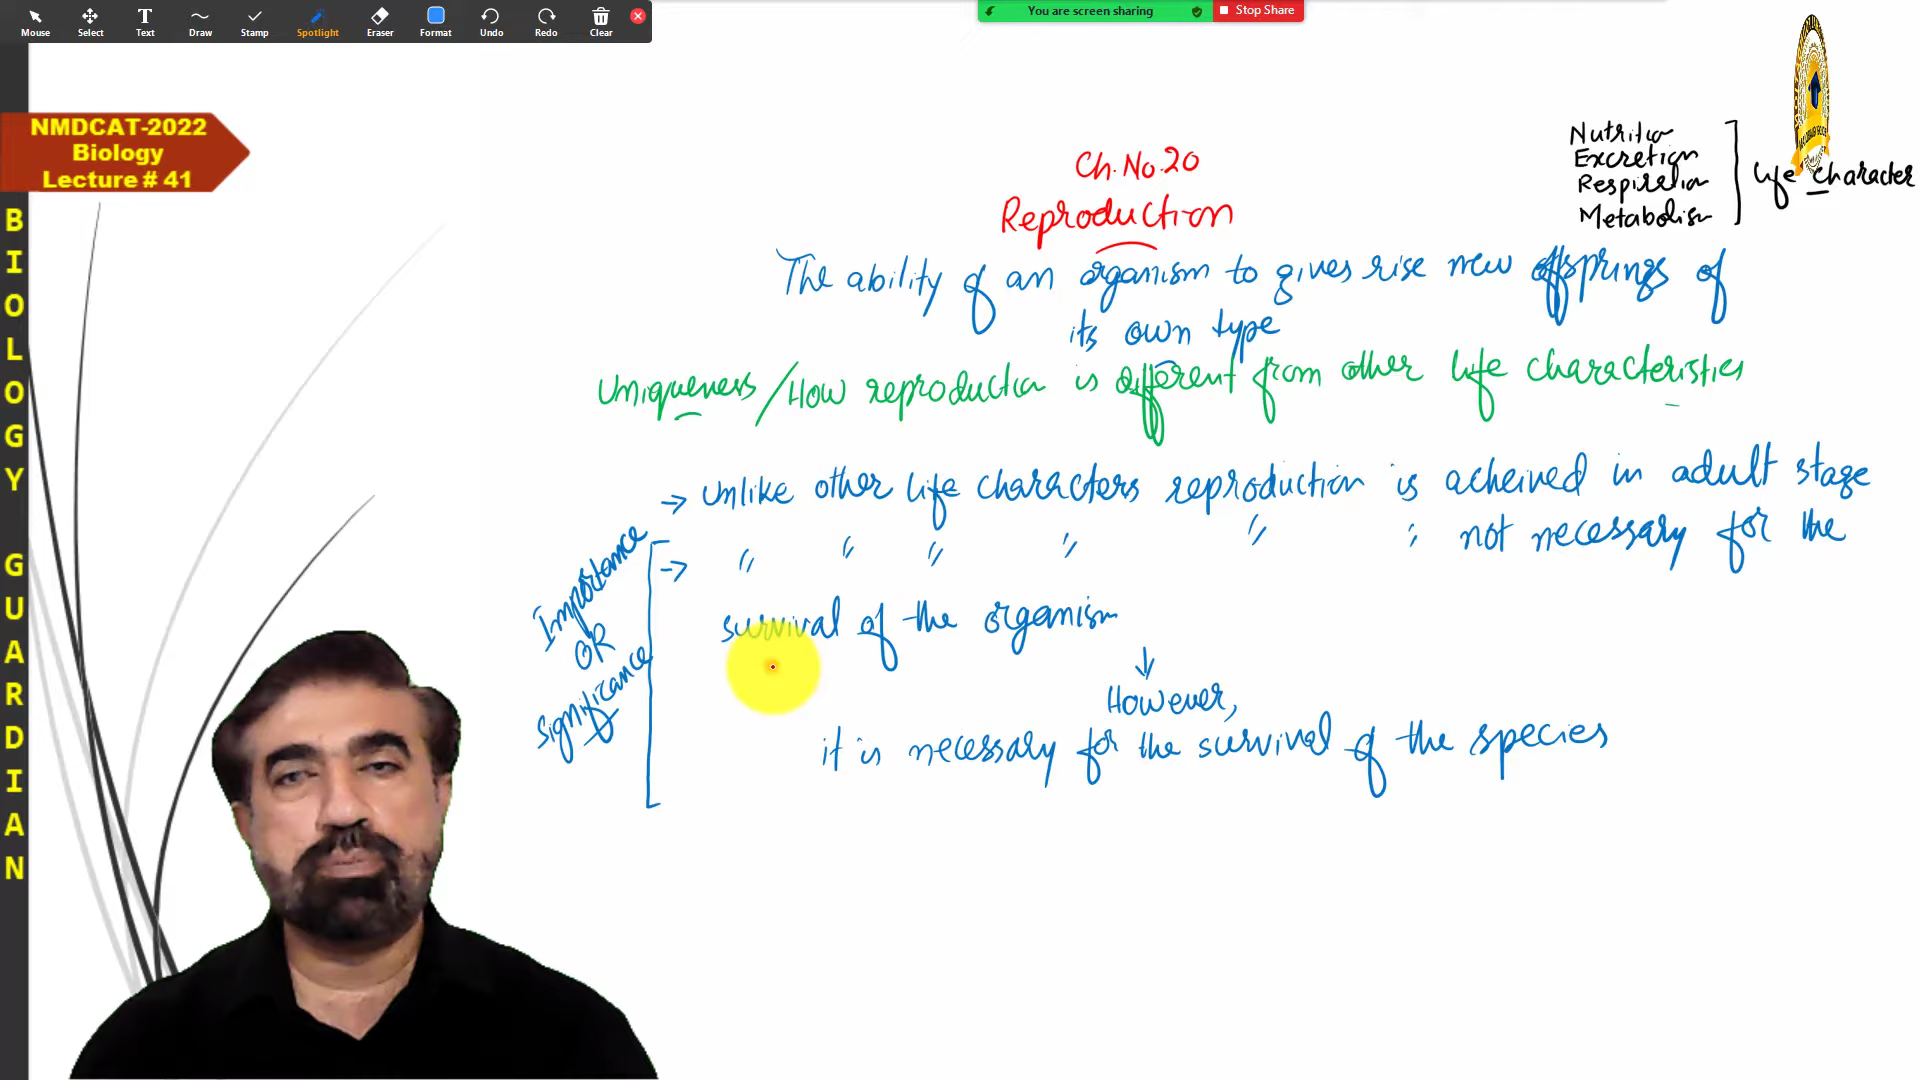 Mouse Select Text Draw Stamp Spotlight Eraser Format Undo Redo Clear
You are screen sharing Stop Share
NMDCAT-2022
Biology
Lecture # 41
BIOLOGY GUARDIAN
Ch. No. 20
Reproduction
Nutrition
Excretion
Respiration
Metabolism
life character
The ability of an organism to gives rise new offsprings of
its own type
Uniqueness/How reproduction is different from other life characteristics
→ Unlike other life characters reproduction is acheived in adult stage
→ " " " " " " not necessary for the
survival of the organism
↓
However,
it is necessary for the survival of the species
Importance
OR
Significance